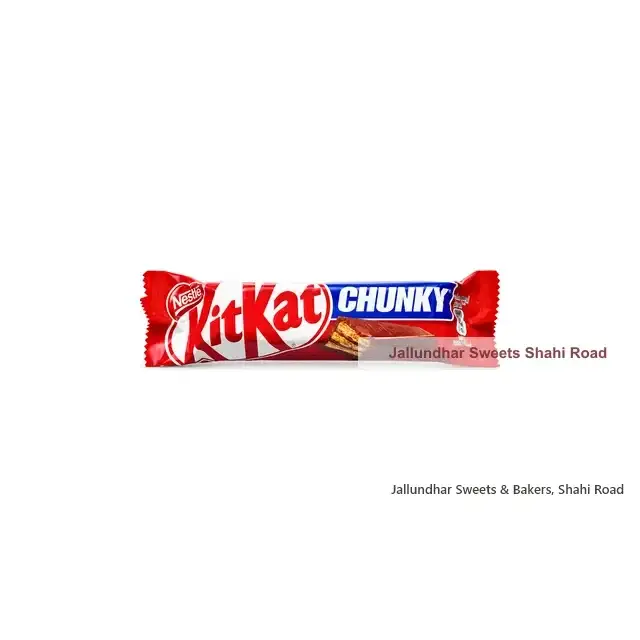 Nestlé
KitKat
CHUNKY
Jallundhar Sweets Shahi Road
Jallundhar Sweets & Bakers, Shahi Road